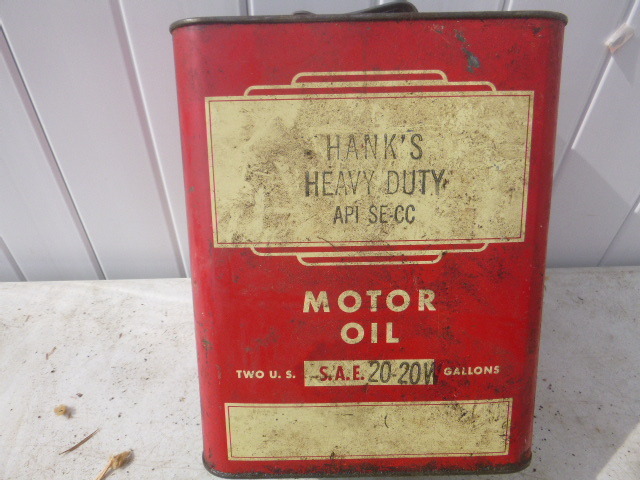 HANK'S
HEAVY DUTY
API SE-CC
MOTOR
OIL
TWO U.S. S.A.E. 20-20W GALLONS